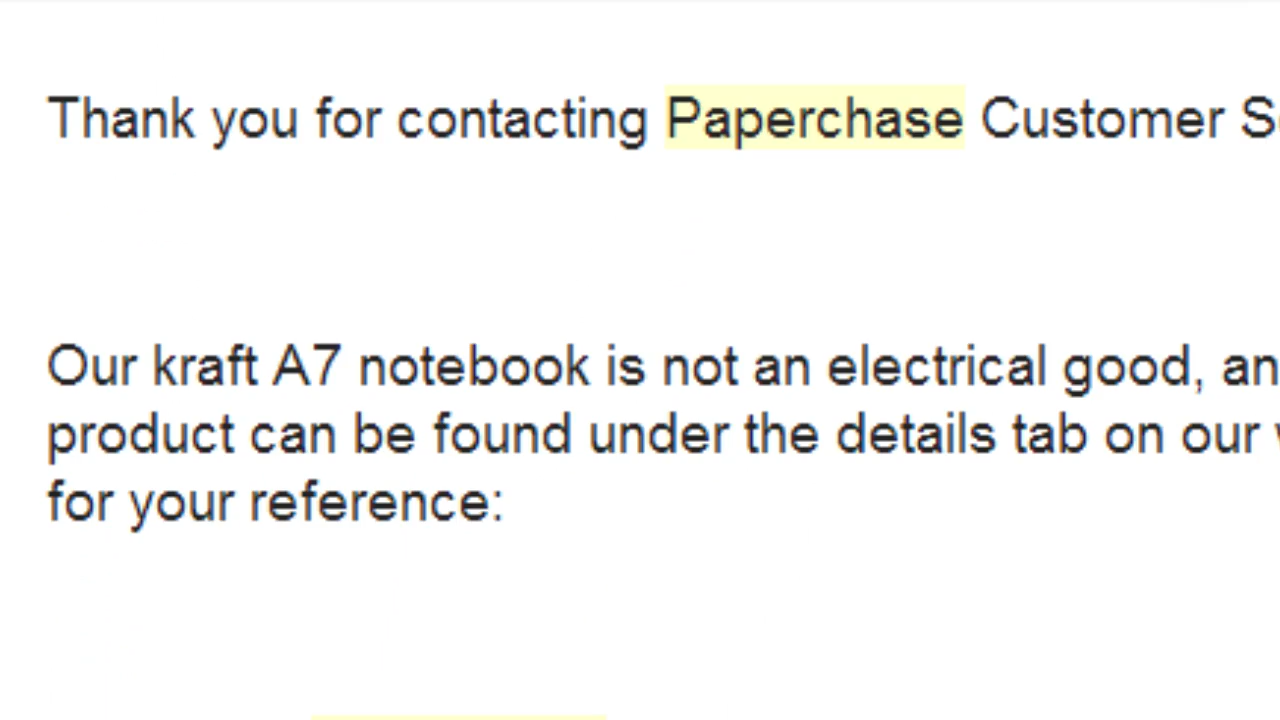 Thank you for contacting Paperchase Customer
Our kraft A7 notebook is not an electrical good,
product can be found under the details tab on our
for your reference: